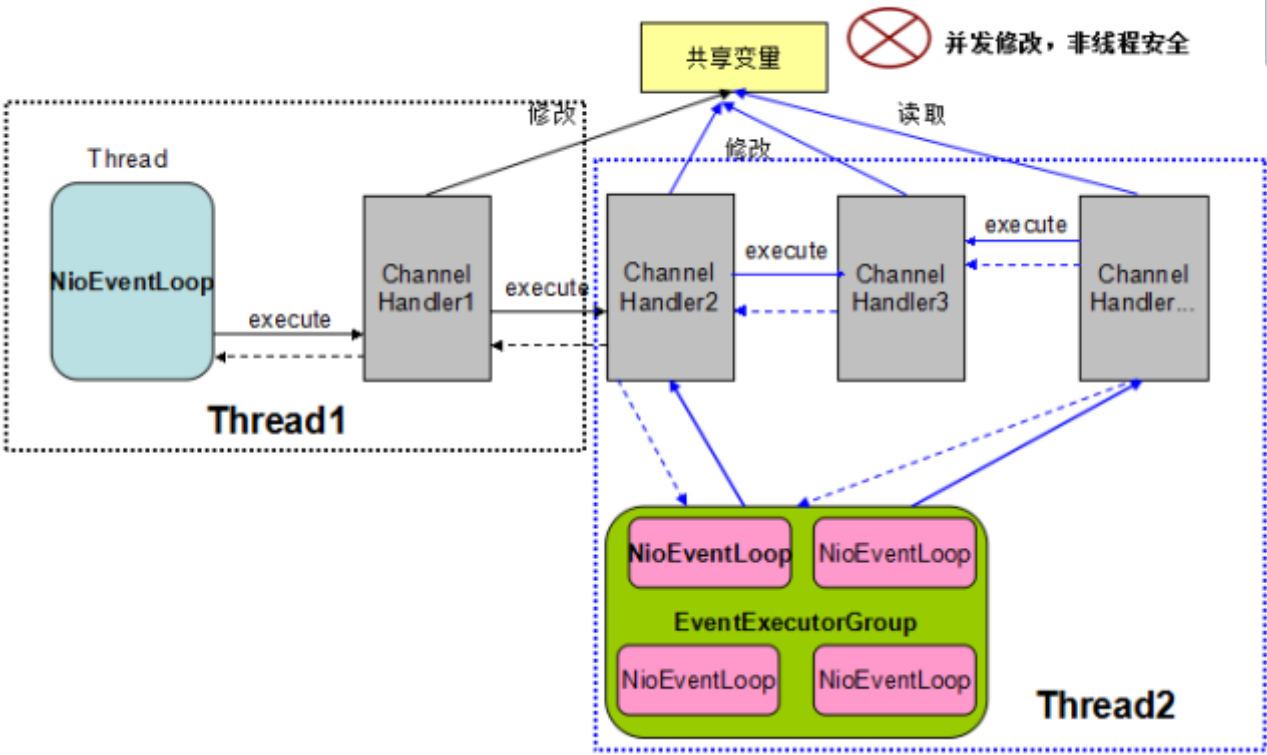 共享变量
并发修改，非线程安全
修改
读取
修改
Thread
NioEventLoop
execute
Channel
Handler1
execute
Channel
Handler2
execute
Channel
Handler3
execute
Channel
Handler...
Thread1
NioEventLoop
NioEventLoop
EventExecutorGroup
NioEventLoop
NioEventLoop
Thread2